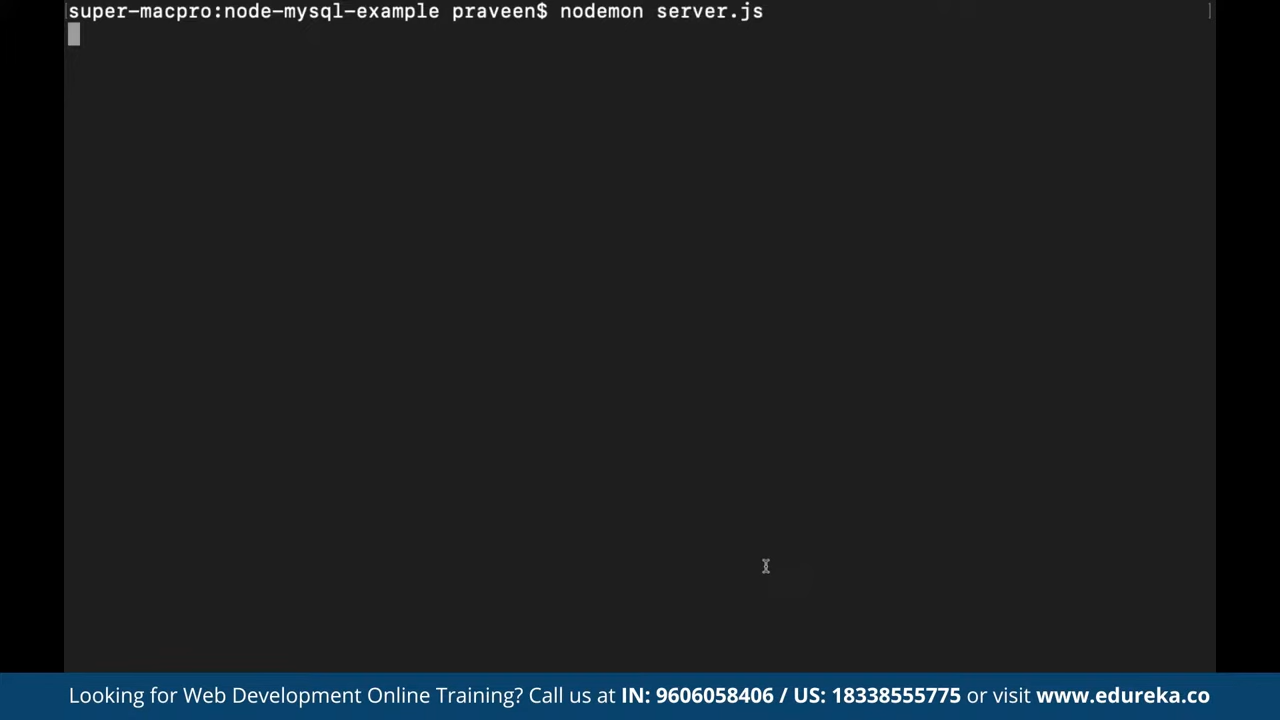 super-macpro:node-mysql-example praveen$ nodemon server.js
Looking for Web Development Online Training? Call us at IN: 9606058406 / US: 18338555775 or visit www.edureka.co